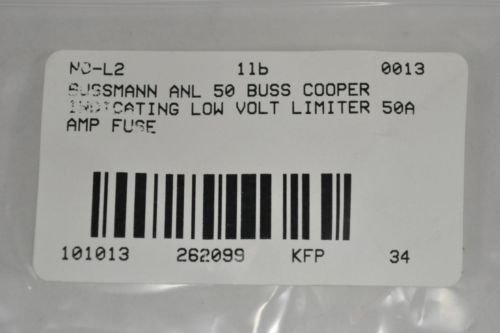 NO-L2 1lb 0013
BUSSMANN ANL 50 BUSS COOPER
INDICATING LOW VOLT LIMITER 50A
AMP FUSE
101013 262099 KFP 34